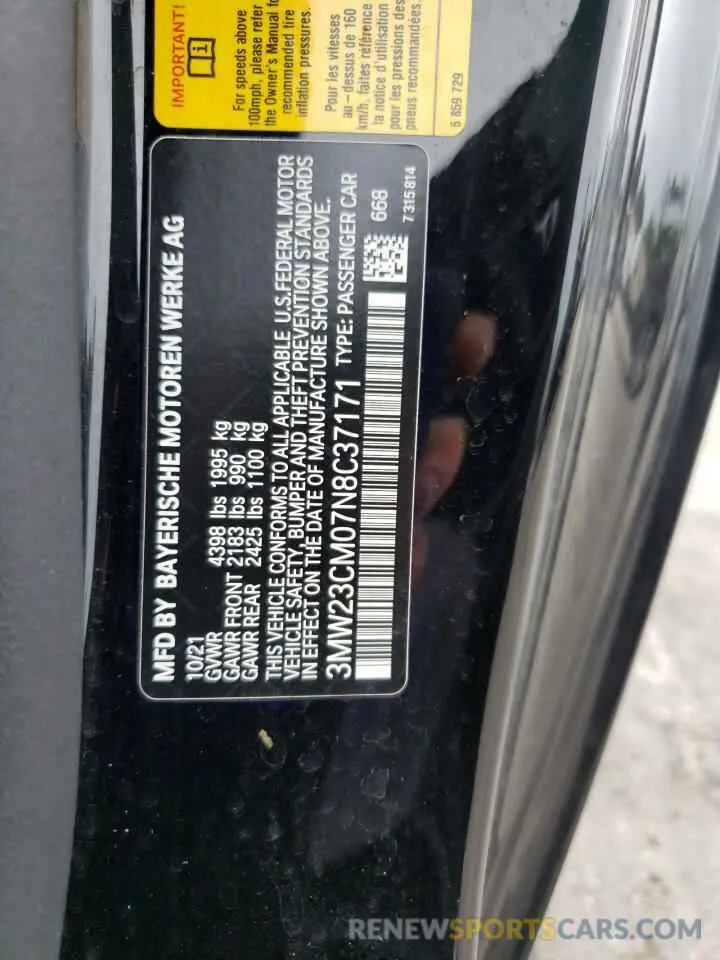 IMPORTANT!
For speeds above
100mph, please refer
the Owner's Manual for
recommended tire
inflation pressures.
Pour les vitesses
au-dessus de 160
km/h, faites référence
la notice d'utilisation
pour les pressions des
pneus recommandées.
6 859 729
MFD BY BAYERISCHE MOTOREN WERKE AG
10/21
GVWR 4398 lbs 1995 kg
GAWR FRONT 2183 lbs 990 kg
GAWR REAR 2425 lbs 1100 kg
THIS VEHICLE CONFORMS TO ALL APPLICABLE U.S.FEDERAL MOTOR
VEHICLE SAFETY, BUMPER AND THEFT PREVENTION STANDARDS
IN EFFECT ON THE DATE OF MANUFACTURE SHOWN ABOVE.
3MW23CM07N8C37171 TYPE: PASSENGER CAR
668
7 315 814
RENEWSPORTSCARS.COM